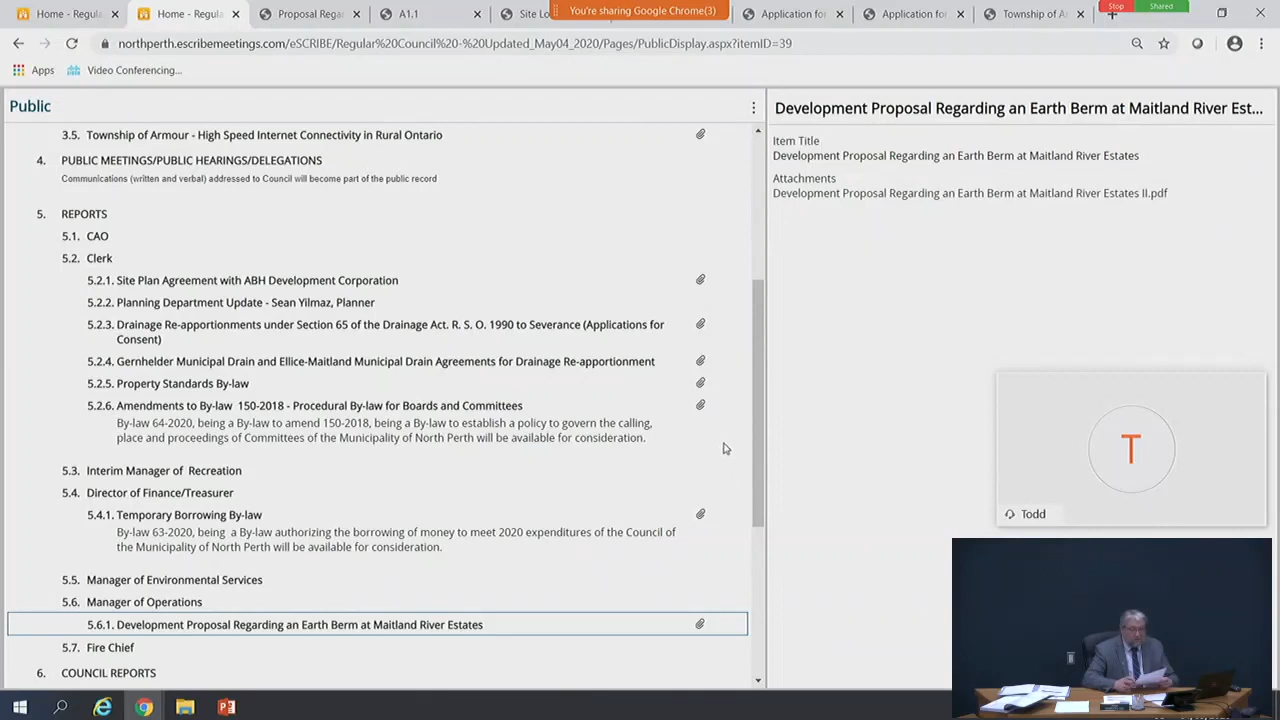 Home - Regula
Home - Regula
Proposal Regar
A1.1
Site Lo
You're sharing Google Chrome(3)
Application for
Application for
Township of A
Stop
Shared
northperth.escribemeetings.com/eSCRIBE/Regular%20Council%20-%20Updated_May04_2020/Pages/PublicDisplay.aspx?itemID=39
Apps
Video Conferencing...
Public
3.5. Township of Armour - High Speed Internet Connectivity in Rural Ontario
4. PUBLIC MEETINGS/PUBLIC HEARINGS/DELEGATIONS
Communications (written and verbal) addressed to Council will become part of the public record
5. REPORTS
5.1. CAO
5.2. Clerk
5.2.1. Site Plan Agreement with ABH Development Corporation
5.2.2. Planning Department Update - Sean Yilmaz, Planner
5.2.3. Drainage Re-apportionments under Section 65 of the Drainage Act. R. S. O. 1990 to Severance (Applications for
Consent)
5.2.4. Gernhelder Municipal Drain and Ellice-Maitland Municipal Drain Agreements for Drainage Re-apportionment
5.2.5. Property Standards By-law
5.2.6. Amendments to By-law 150-2018 - Procedural By-law for Boards and Committees
By-law 64-2020, being a By-law to amend 150-2018, being a By-law to establish a policy to govern the calling,
place and proceedings of Committees of the Municipality of North Perth will be available for consideration.
5.3. Interim Manager of Recreation
5.4. Director of Finance/Treasurer
5.4.1. Temporary Borrowing By-law
By-law 63-2020, being a By-law authorizing the borrowing of money to meet 2020 expenditures of the Council of
the Municipality of North Perth will be available for consideration.
5.5. Manager of Environmental Services
5.6. Manager of Operations
5.6.1. Development Proposal Regarding an Earth Berm at Maitland River Estates
5.7. Fire Chief
6. COUNCIL REPORTS
Development Proposal Regarding an Earth Berm at Maitland River Est...
Item Title
Development Proposal Regarding an Earth Berm at Maitland River Estates
Attachments
Development Proposal Regarding an Earth Berm at Maitland River Estates II.pdf
T
Todd